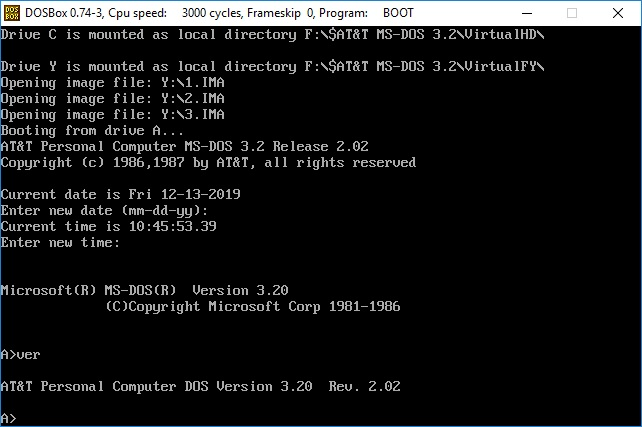 DOSBox 0.74-3, Cpu speed: 3000 cycles, Frameskip 0, Program: BOOT
Drive C is mounted as local directory F:\$AT&T MS-DOS 3.2\VirtualHD\
Drive Y is mounted as local directory F:\$AT&T MS-DOS 3.2\VirtualFY\
Opening image file: Y:\1.IMA
Opening image file: Y:\2.IMA
Opening image file: Y:\3.IMA
Booting from drive A...
AT&T Personal Computer MS-DOS 3.2 Release 2.02
Copyright (c) 1986,1987 by AT&T, all rights reserved
Current date is Fri 12-13-2019
Enter new date (mm-dd-yy):
Current time is 10:45:53.39
Enter new time:
Microsoft(R) MS-DOS(R)  Version 3.20
(C)Copyright Microsoft Corp 1981-1986
A>ver
AT&T Personal Computer DOS Version 3.20  Rev. 2.02
A>